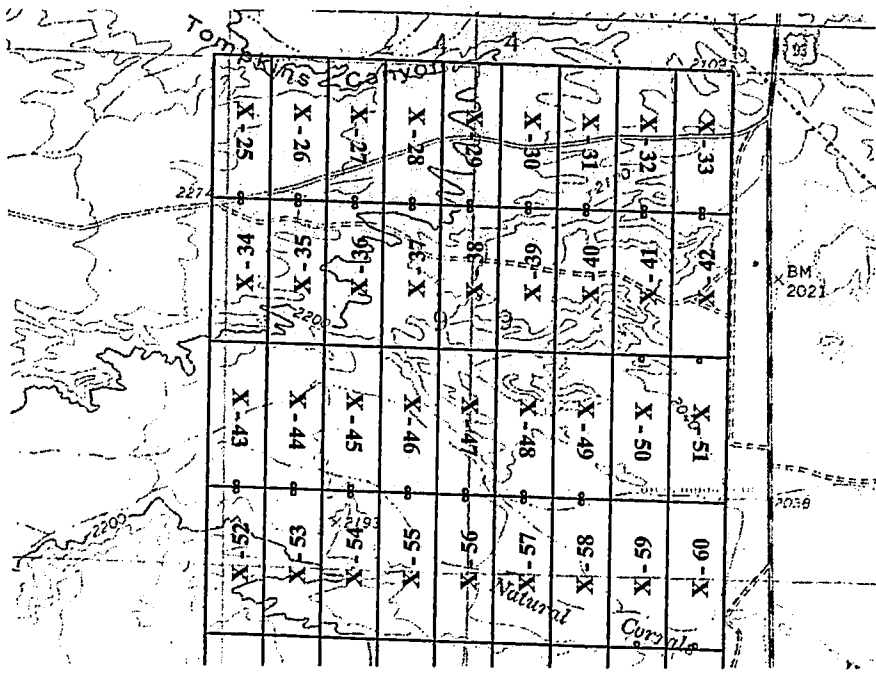 Tompkins Canyon
4
93
2109
X-25
X-26
X-27
X-28
X-29
X-30
X-31
X-32
X-33
2274
X-34
X-35
X-36
X-37
X-38
X-39
X-40
X-41
X-42
BM
2021
2200
X-43
X-44
X-45
X-46
X-47
X-48
X-49
X-50
X-51
2038
2200
2193
X-52
X-53
X-54
X-55
X-56
X-57
X-58
X-59
X-60
Natural Corrals